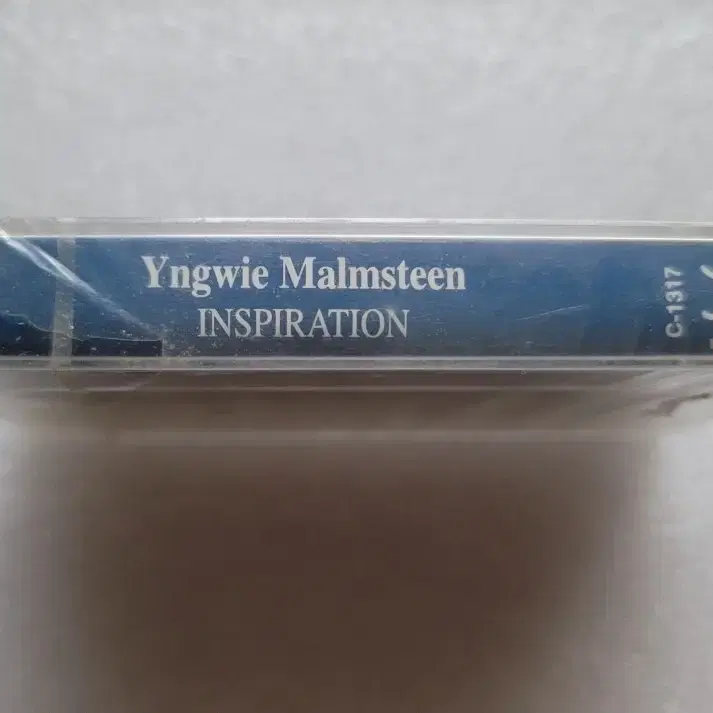 Yngwie Malmsteen
INSPIRATION
C-1317